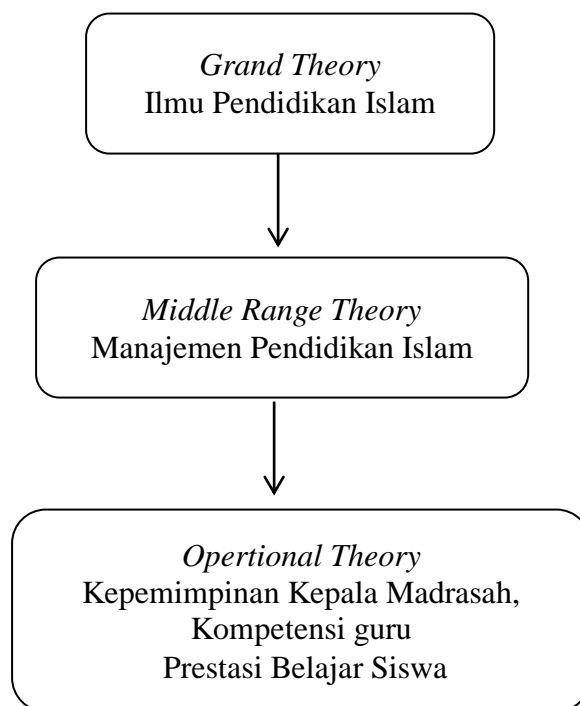 Grand Theory
Ilmu Pendidikan Islam
Middle Range Theory
Manajemen Pendidikan Islam
Opertional Theory
Kepemimpinan Kepala Madrasah,
Kompetensi guru
Prestasi Belajar Siswa